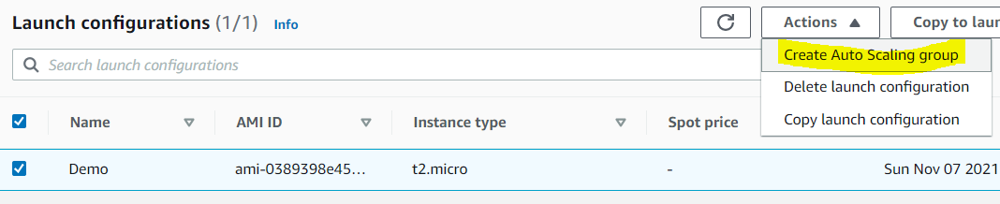 Launch configurations (1/1) Info Actions Copy to laun
Search launch configurations
Create Auto Scaling group
Delete launch configuration
Copy launch configuration
Name AMI ID Instance type Spot price
Demo ami-0389398e45... t2.micro - Sun Nov 07 2021